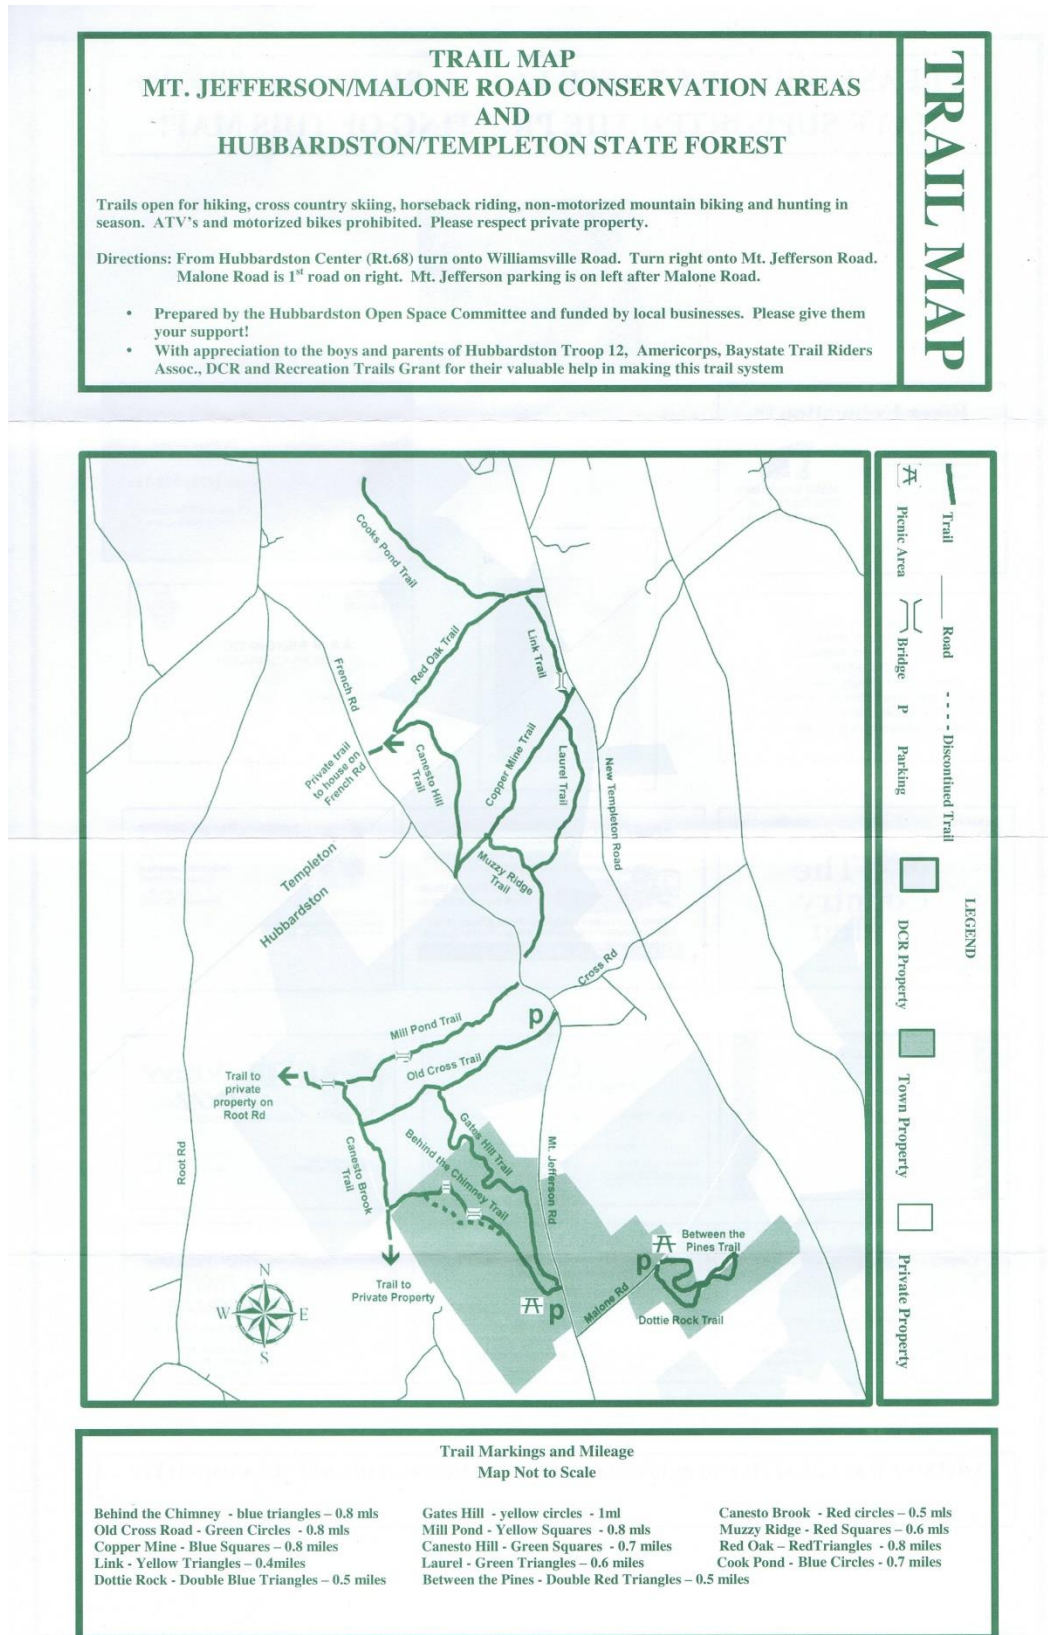 TRAIL MAP
MT. JEFFERSON/MALONE ROAD CONSERVATION AREAS
AND
HUBBARDSTON/TEMPLETON STATE FOREST
TRAIL MAP
Trails open for hiking, cross country skiing, horseback riding, non-motorized mountain biking and hunting in
season. ATV's and motorized bikes prohibited. Please respect private property.
Directions: From Hubbardston Center (Rt.68) turn onto Williamsville Road. Turn right onto Mt. Jefferson Road.
Malone Road is 1st road on right. Mt. Jefferson parking is on left after Malone Road.
• Prepared by the Hubbardston Open Space Committee and funded by local businesses. Please give them
your support!
• With appreciation to the boys and parents of Hubbardston Troop 12, Americorps, Baystate Trail Riders
Assoc., DCR and Recreation Trails Grant for their valuable help in making this trail system
Cooks Pond Trail
Red Oak Trail
Link Trail
French Rd
Private trail
to house on
French Rd
Canesto Hill
Trail
Copper Mine Trail
Laurel Trail
New Templeton Road
Muzzy Ridge
Trail
Templeton
Hubbardston
Cross Rd
Mill Pond Trail
P
Old Cross Trail
Trail to
private
property on
Root Rd
Root Rd
Canesto Brook
Trail
Gates Hill Trail
Behind the Chimney Trail
Mt. Jefferson Rd
Between the
Pines Trail
P
Malone Rd
Dottie Rock Trail
Trail to
Private Property
P
N
W E
S
LEGEND
Trail
Road
Discontiued Trail
Picnic Area
Bridge
P Parking
DCR Property
Town Property
Private Property
Trail Markings and Mileage
Map Not to Scale
Behind the Chimney - blue triangles – 0.8 mls
Old Cross Road - Green Circles - 0.8 mls
Copper Mine - Blue Squares – 0.8 miles
Link - Yellow Triangles – 0.4miles
Dottie Rock - Double Blue Triangles – 0.5 miles
Gates Hill - yellow circles - 1ml
Mill Pond - Yellow Squares - 0.8 mls
Canesto Hill - Green Squares - 0.7 miles
Laurel - Green Triangles – 0.6 miles
Between the Pines - Double Red Triangles – 0.5 miles
Canesto Brook - Red circles – 0.5 mls
Muzzy Ridge - Red Squares – 0.6 mls
Red Oak – RedTriangles - 0.8 miles
Cook Pond - Blue Circles - 0.7 miles